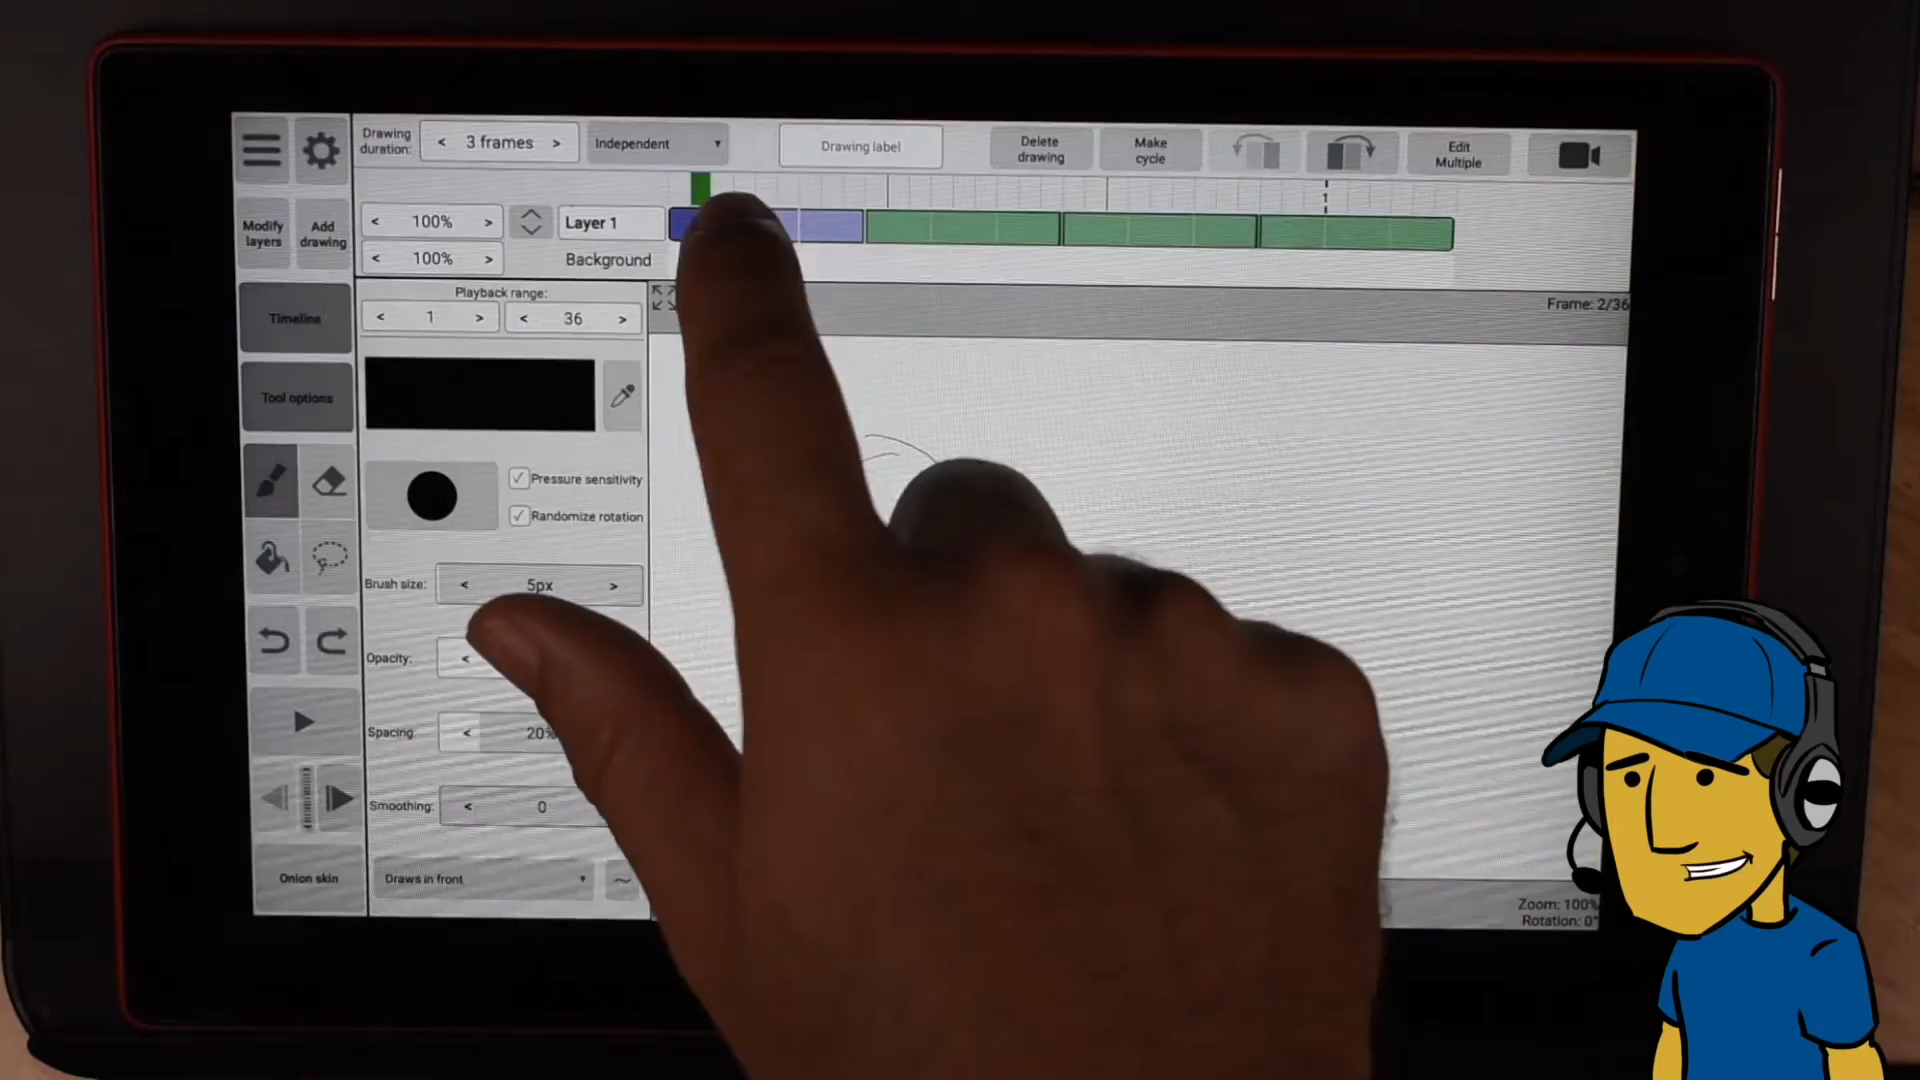 Drawing
duration:
< 3 frames >
Independent
Drawing label
Delete
drawing
Make
cycle
Edit
Multiple
1
Modify
layers
Add
drawing
< 100% >
Layer 1
< 100% >
Background
Timeline
Playback range:
< 1 >
< 36 >
Frame: 2/36
Tool options
Pressure sensitivity
Randomize rotation
Brush size:
< 5px >
Opacity:
<
Spacing:
< 20%
Smoothing:
< 0
Onion skin
Draws in front
Zoom: 100%
Rotation: 0°